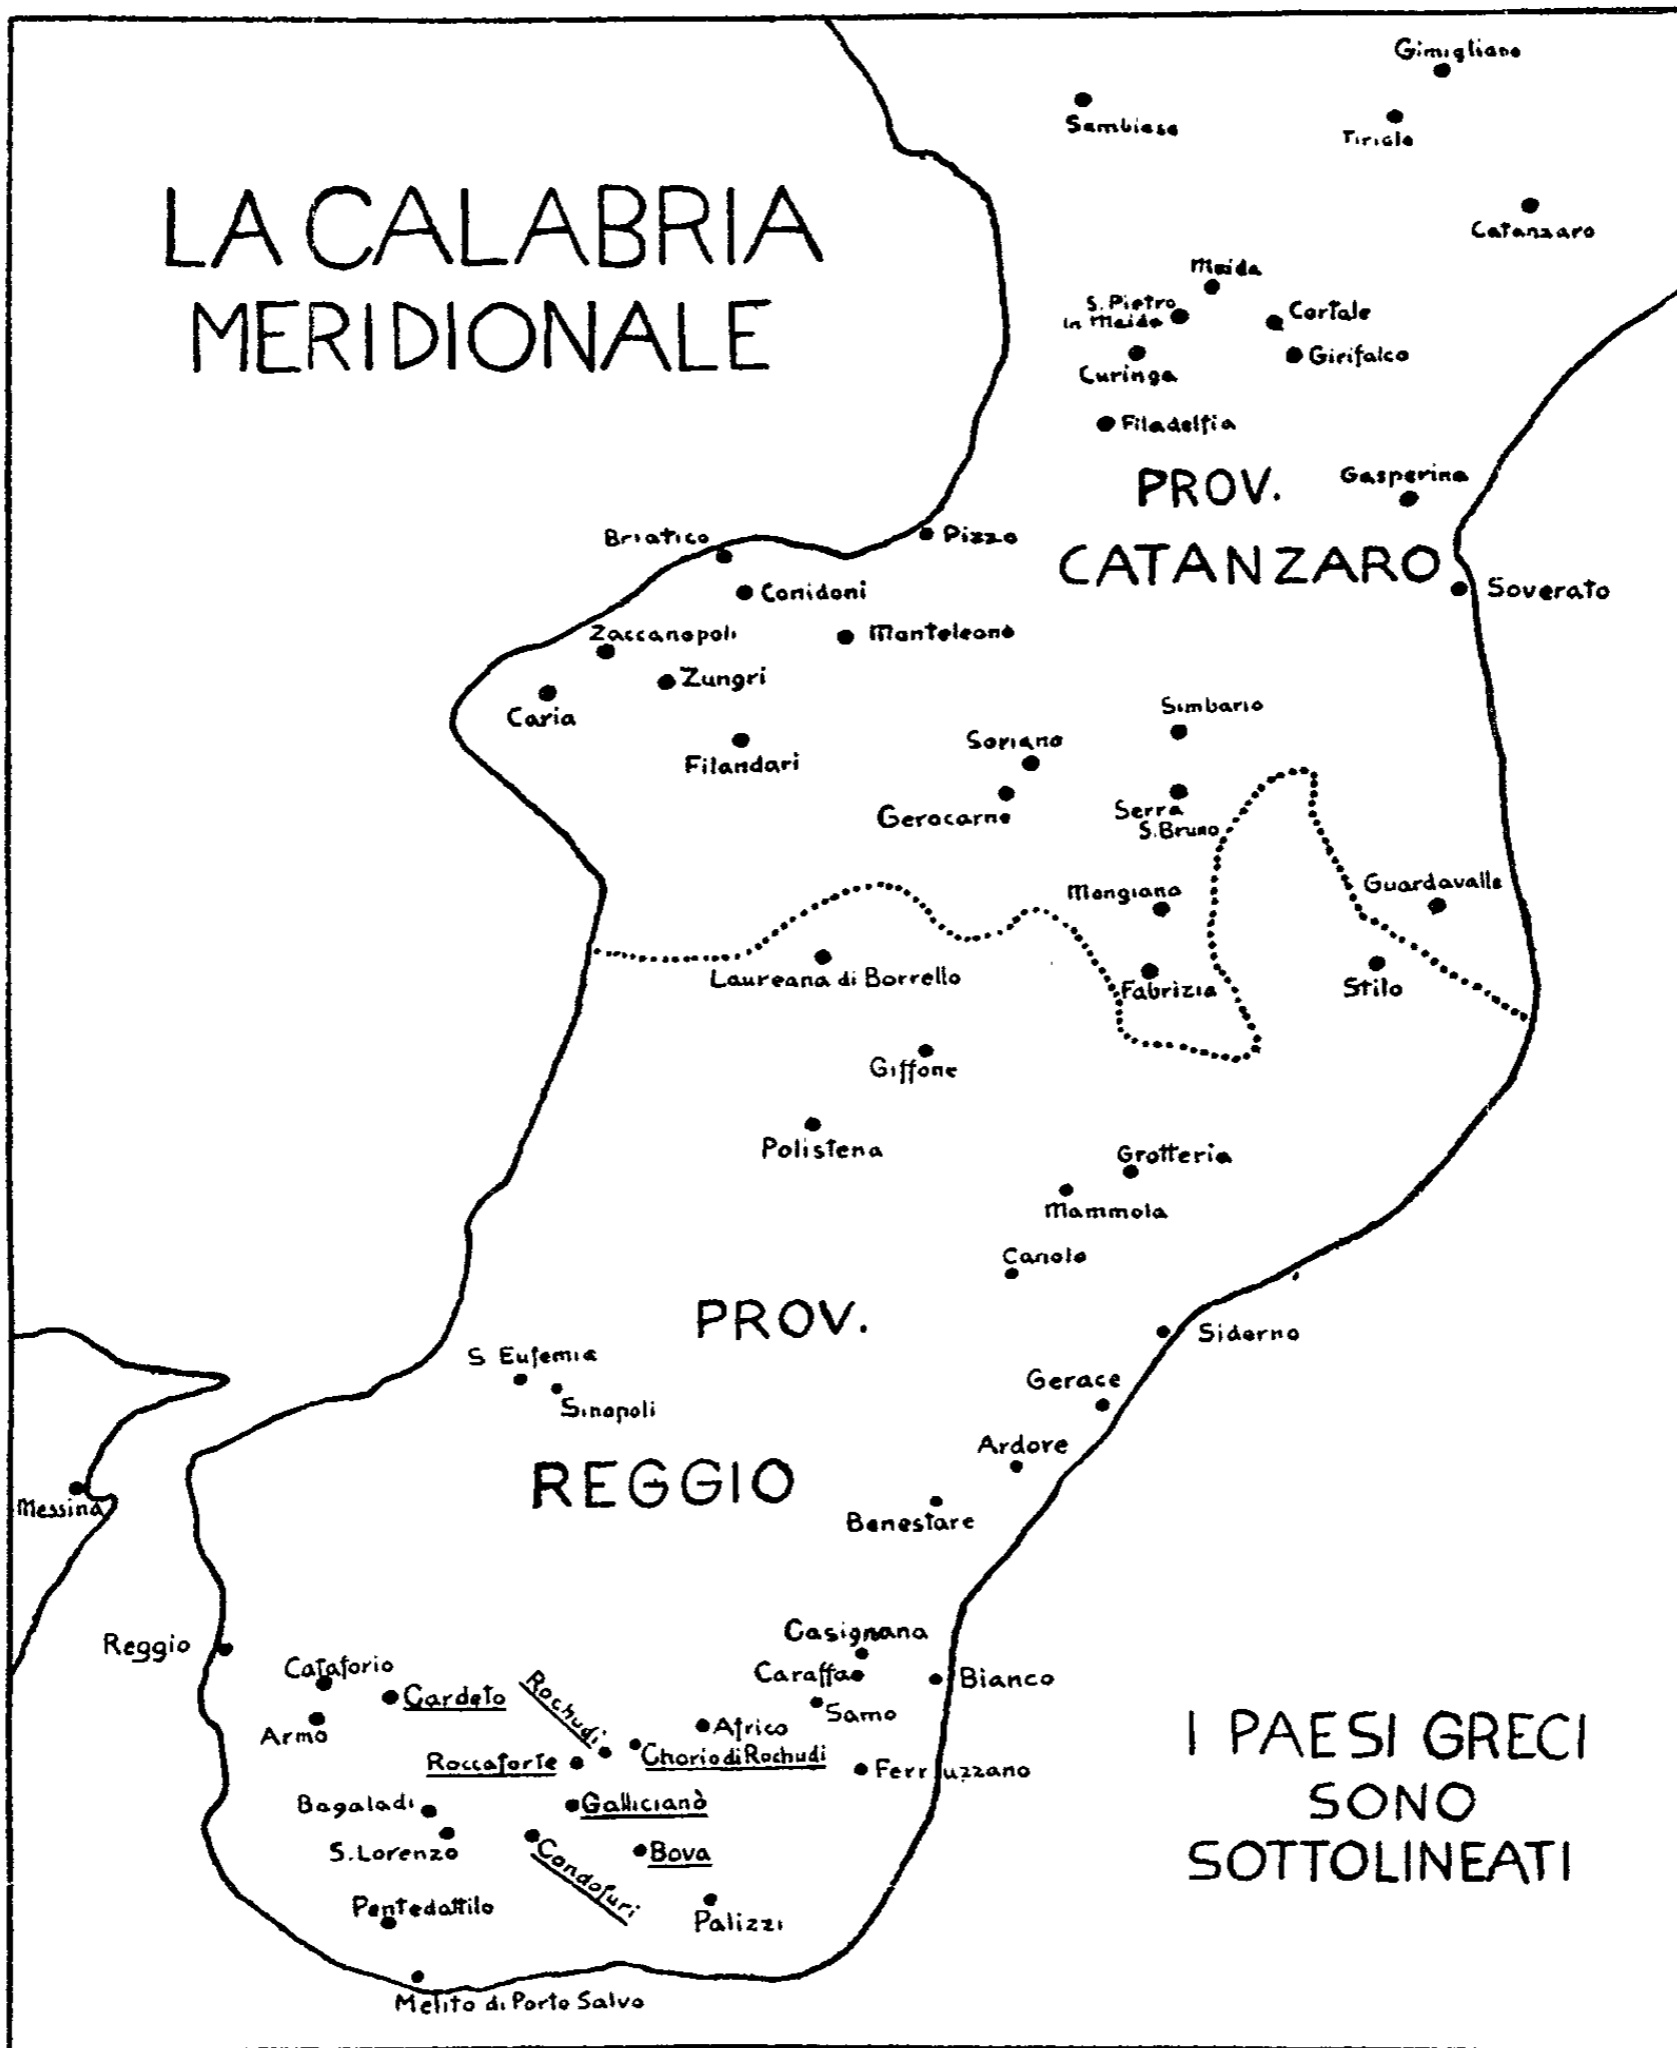 Gimigliano
Sambiase
Tiriolo
LA CALABRIA
MERIDIONALE
Catanzaro
Maida
S. Pietro
in Maida
Cortale
Girifalco
Curinga
Filadelfia
PROV.
CATANZARO
Gasperina
Briatico
Pizzo
Conidoni
Soverato
Zaccanopoli
Monteleone
Zungri
Caria
Simbario
Soriano
Filandari
Gerocarne
Serra
S. Bruno
Mongiana
Guardavalle
Laureana di Borrello
Fabrizia
Stilo
Giffone
Polistena
Grotteria
Mammola
Canolo
PROV.
REGGIO
Siderno
S Eufemia
Sinopoli
Gerace
Ardore
Messina
Benestare
Reggio
Casignana
Cataforio
Caraffa
Bianco
Cardeto
Rochudi
Samo
Armo
Africo
Roccaforte
Chorio di Rochudi
Ferruzzano
Bagaladi
Gallicianò
S. Lorenzo
Condofuri
Bova
Pentedattilo
Palizzi
Melito di Porto Salvo
I PAESI GRECI
SONO
SOTTOLINEATI